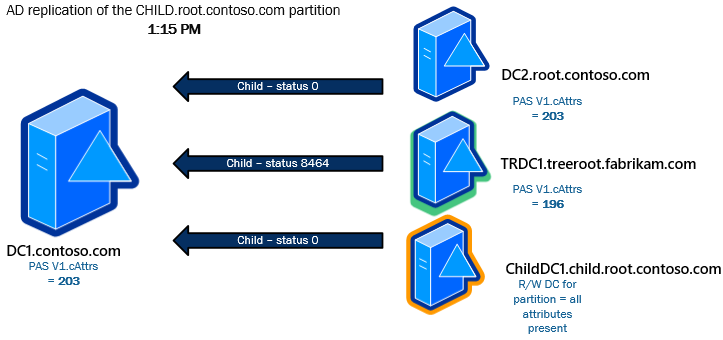 AD replication of the CHILD.root.contoso.com partition
1:15 PM
Child – status 0
DC2.root.contoso.com
PAS V1.cAttrs
= 203
Child – status 8464
TRDC1.treeroot.fabrikam.com
PAS V1.cAttrs
= 196
Child – status 0
DC1.contoso.com
PAS V1.cAttrs
= 203
ChildDC1.child.root.contoso.com
R/W DC for
partition = all
attributes
present